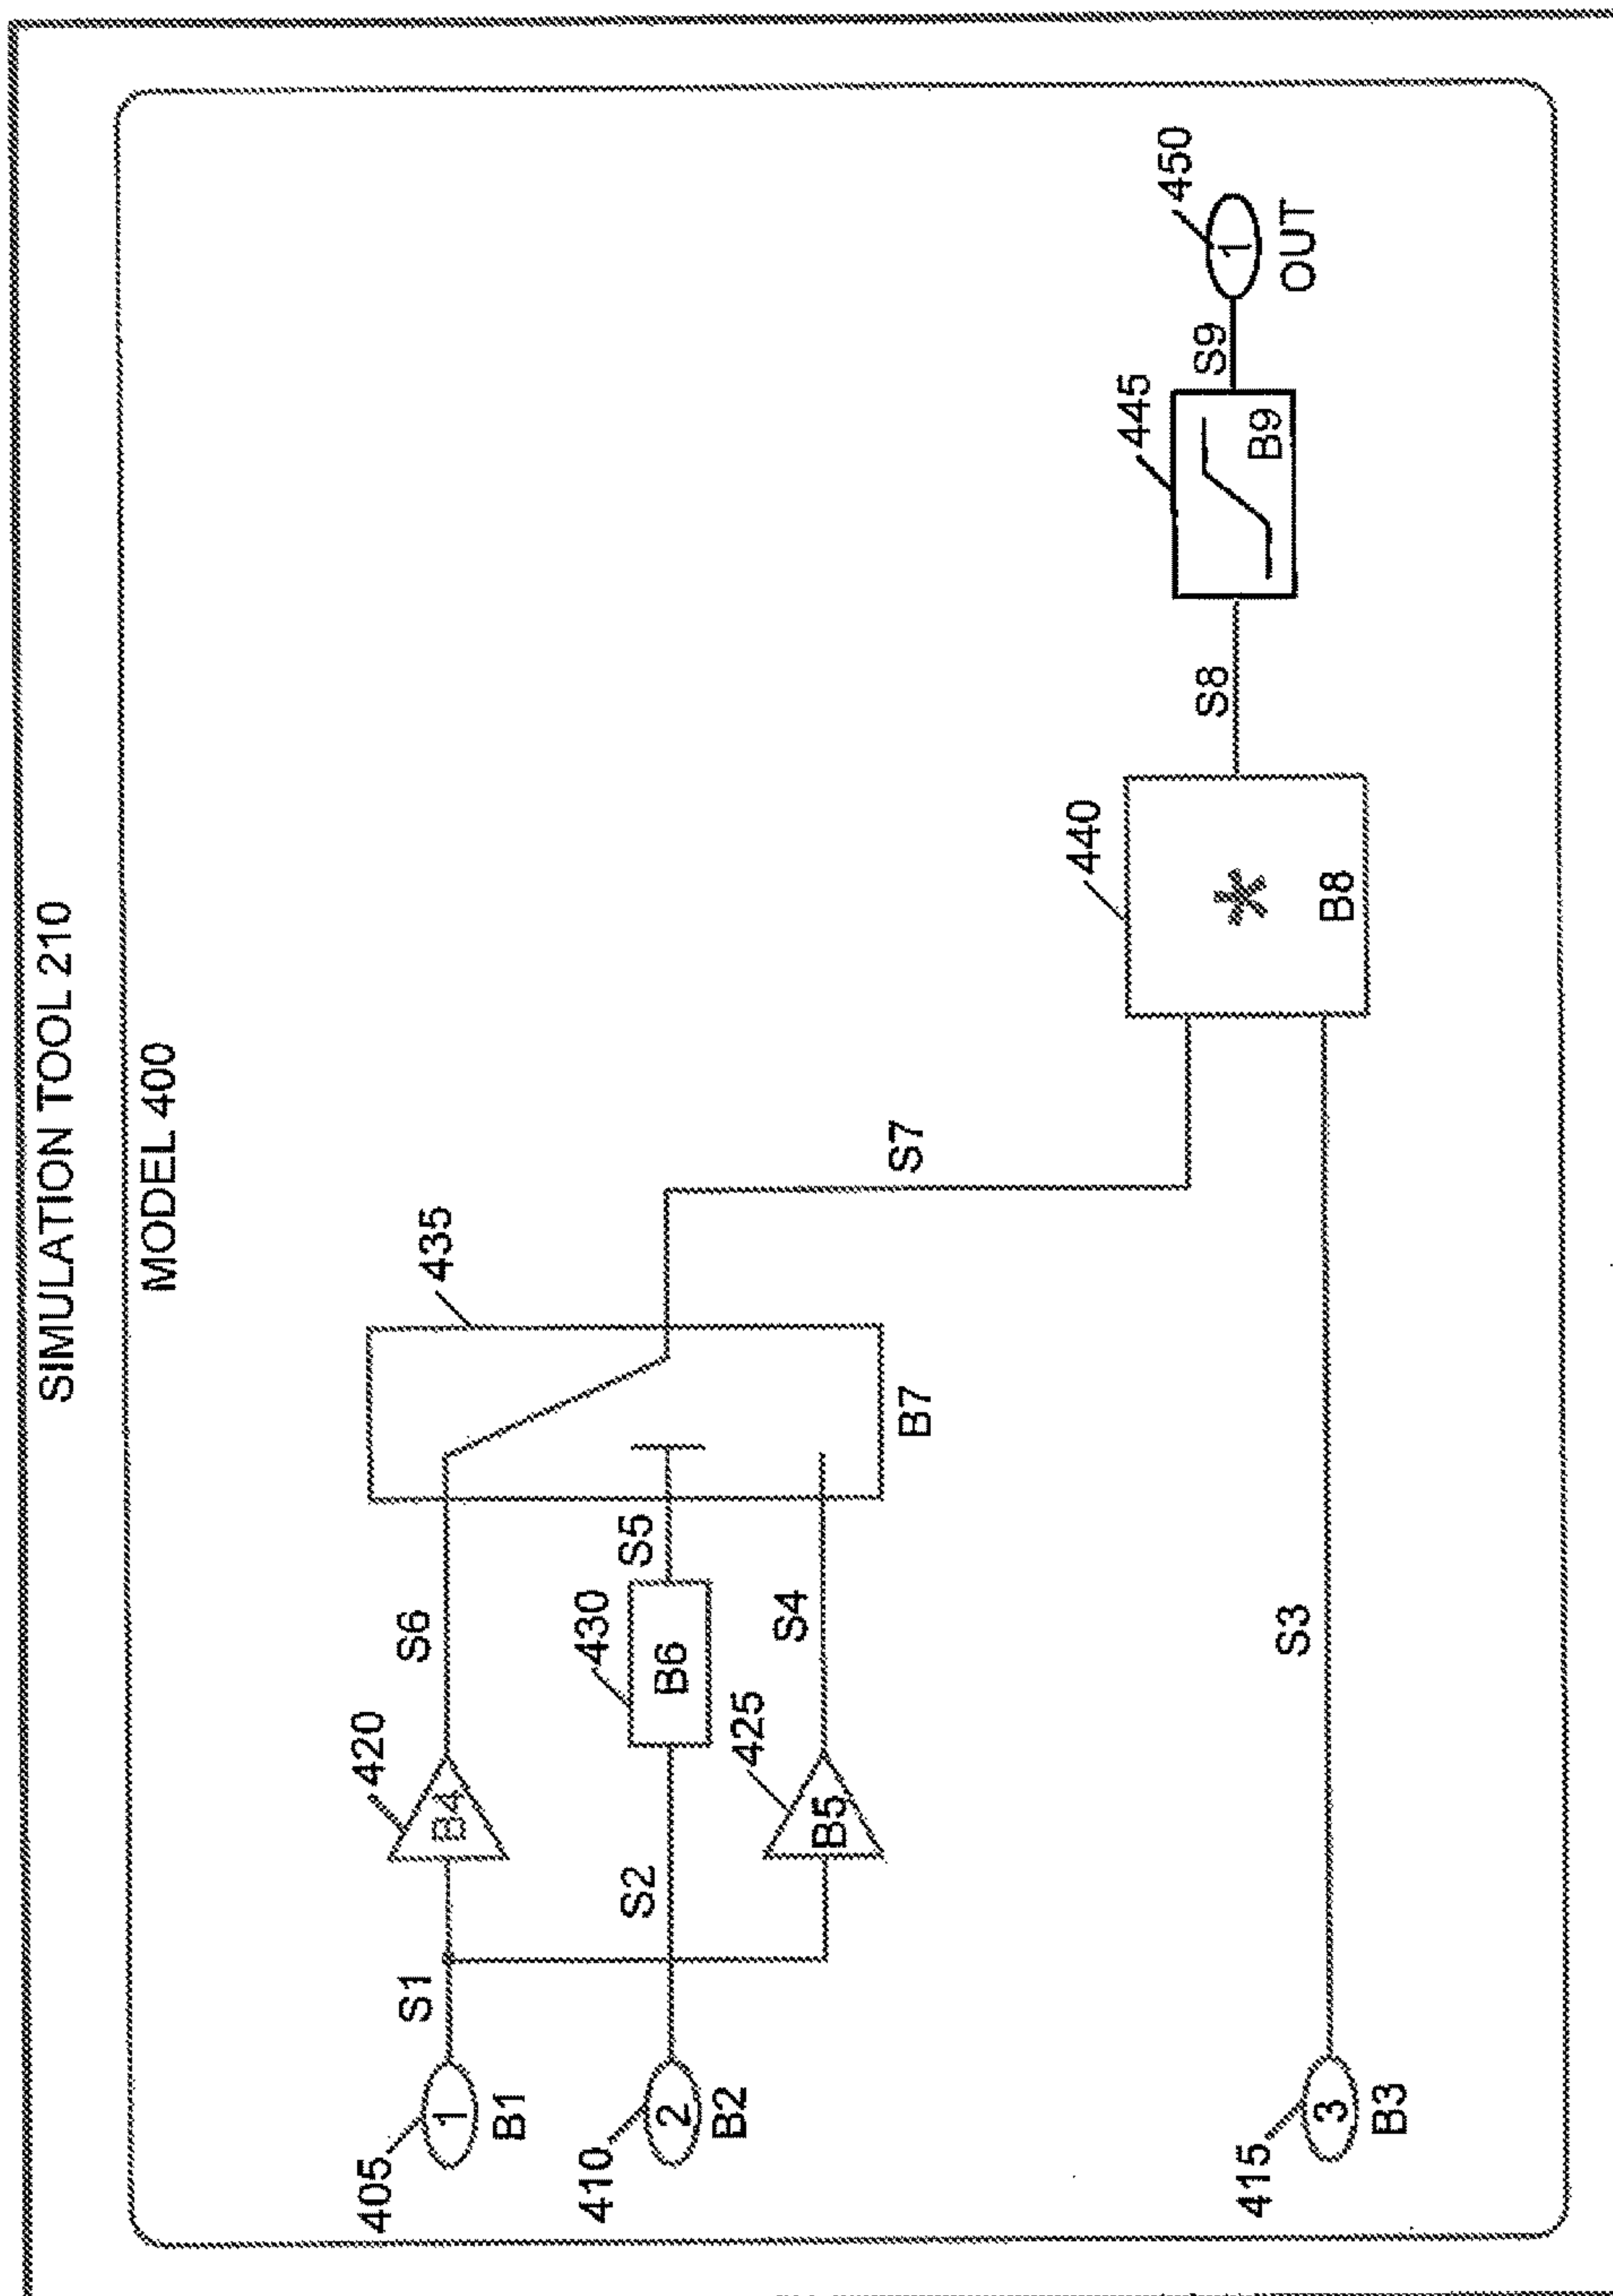 SIMULATION TOOL 210
MODEL 400
405
1
B1
S1
420
B4
S6
435
410
2
B2
S2
430
B6
S5
425
B5
S4
B7
S7
415
3
B3
S3
440
*
B8
S8
445
B9
S9
450
1
OUT